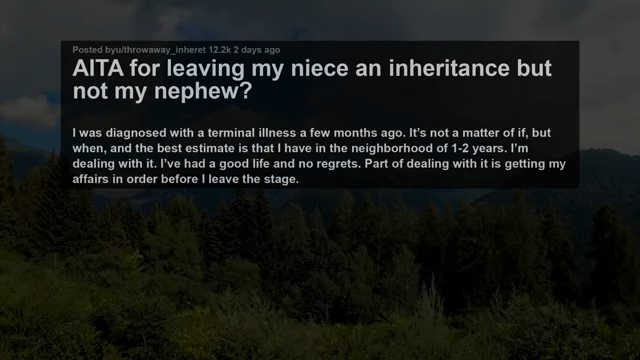 Posted byu/throwaway_inheret 12.2k 2 days ago
AITA for leaving my niece an inheritance but
not my nephew?
I was diagnosed with a terminal illness a few months ago. It's not a matter of if, but
when, and the best estimate is that I have in the neighborhood of 1-2 years. I'm
dealing with it. I've had a good life and no regrets. Part of dealing with it is getting my
affairs in order before I leave the stage.